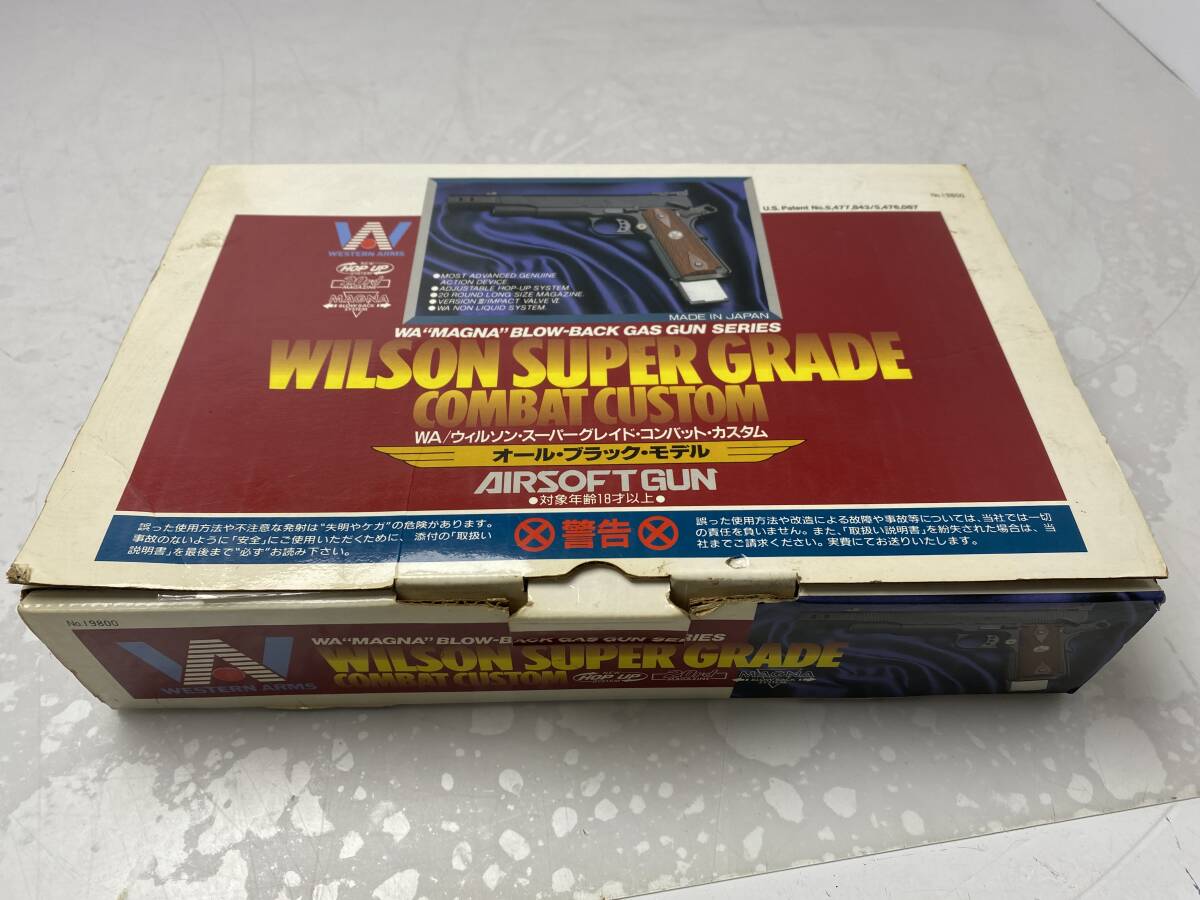 No.19800
U.S. Patent No.5,477,843/5,476,087
WESTERN ARMS
NEW
HOP UP
SYSTEM
MAGNA
BLOW BACK
SYSTEM
●MOST ADVANCED GENUINE
ACTION DEVICE.
●ADJUSTABLE HOP-UP SYSTEM.
●20 ROUND LONG SIZE MAGAZINE.
●VERSION Ⅲ/IMPACT VALVE Ⅵ
●WA NON LIQUID SYSTEM.
MADE IN JAPAN
WA"MAGNA"BLOW-BACK GAS GUN SERIES
WILSON SUPER GRADE
COMBAT CUSTOM
WA/ウィルソン・スーパーグレイド・コンバット・カスタム
オール・ブラック・モデル
AIRSOFT GUN
●対象年齢18才以上●
誤った使用方法や不注意な発射は"失明やケガ"の危険があります。
事故のないように「安全」にご使用いただくために、添付の「取扱い
説明書」を最後まで"必ず"お読み下さい。
警告
誤った使用方法や改造による故障や事故等については、当社では一切
の責任を負いません。また、「取扱い説明書」を紛失された場合は、当
社までご請求ください。実費にてお送りいたします。
No.19800
WESTERN ARMS
WA"MAGNA"BLOW-BACK GAS GUN SERIES
WILSON SUPER GRADE
COMBAT CUSTOM
HOP UP
SYSTEM
MAGNA
BLOW BACK
SYSTEM